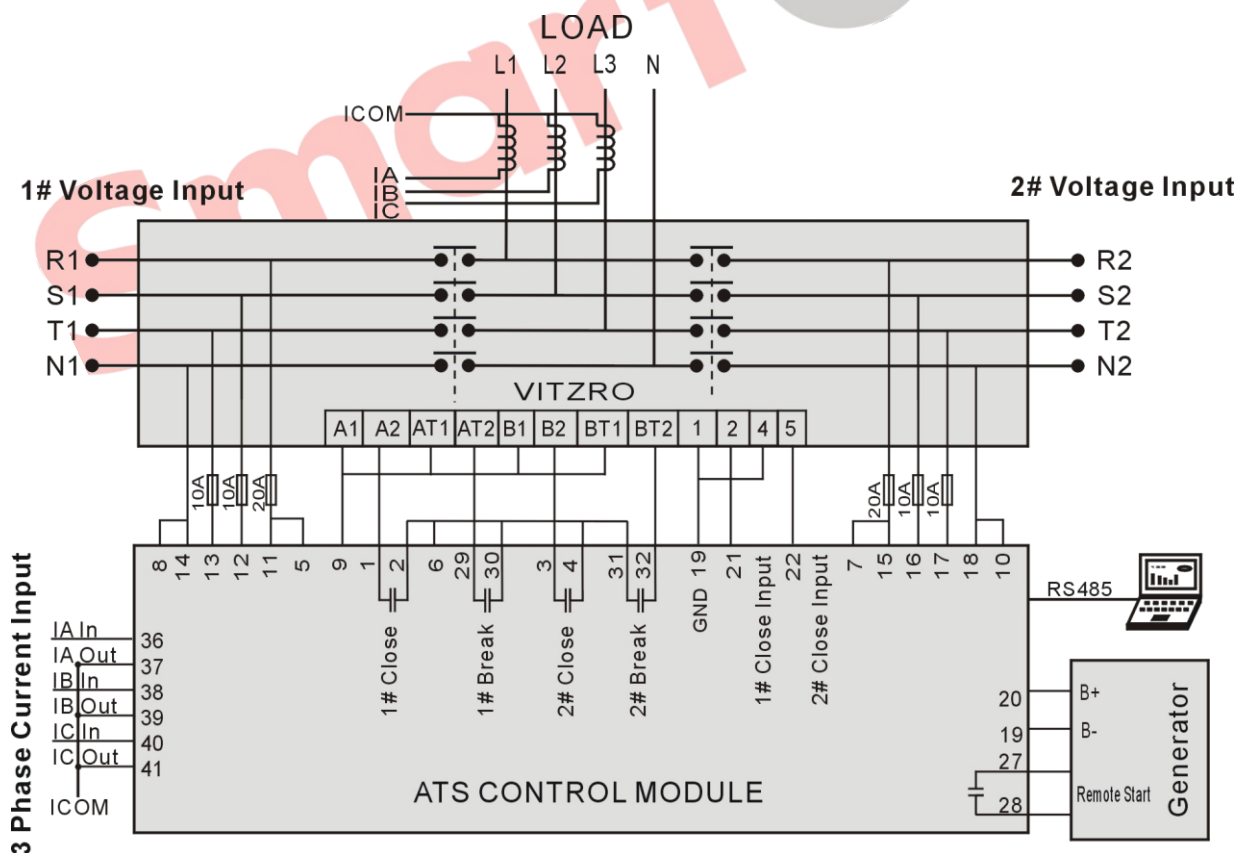 smart
LOAD
L1 L2 L3 N
ICOM
IA
IB
IC
1# Voltage Input
2# Voltage Input
R1
S1
T1
N1
R2
S2
T2
N2
VITZRO
A1 A2 AT1 AT2 B1 B2 BT1 BT2 1 2 4 5
10A 10A 20A
20A 10A 10A
8 14 13 12 11 5 9 1 2 6 29 30 3 4 31 32 GND 19 21 22 7 15 16 17 18 10
1# Close
1# Break
2# Close
2# Break
1# Close Input
2# Close Input
RS485
3 Phase Current Input
IA In 36
IA Out 37
IB In 38
IB Out 39
IC In 40
IC Out 41
ICOM
ATS CONTROL MODULE
20 B+
19 B-
27
28
Remote Start
Generator